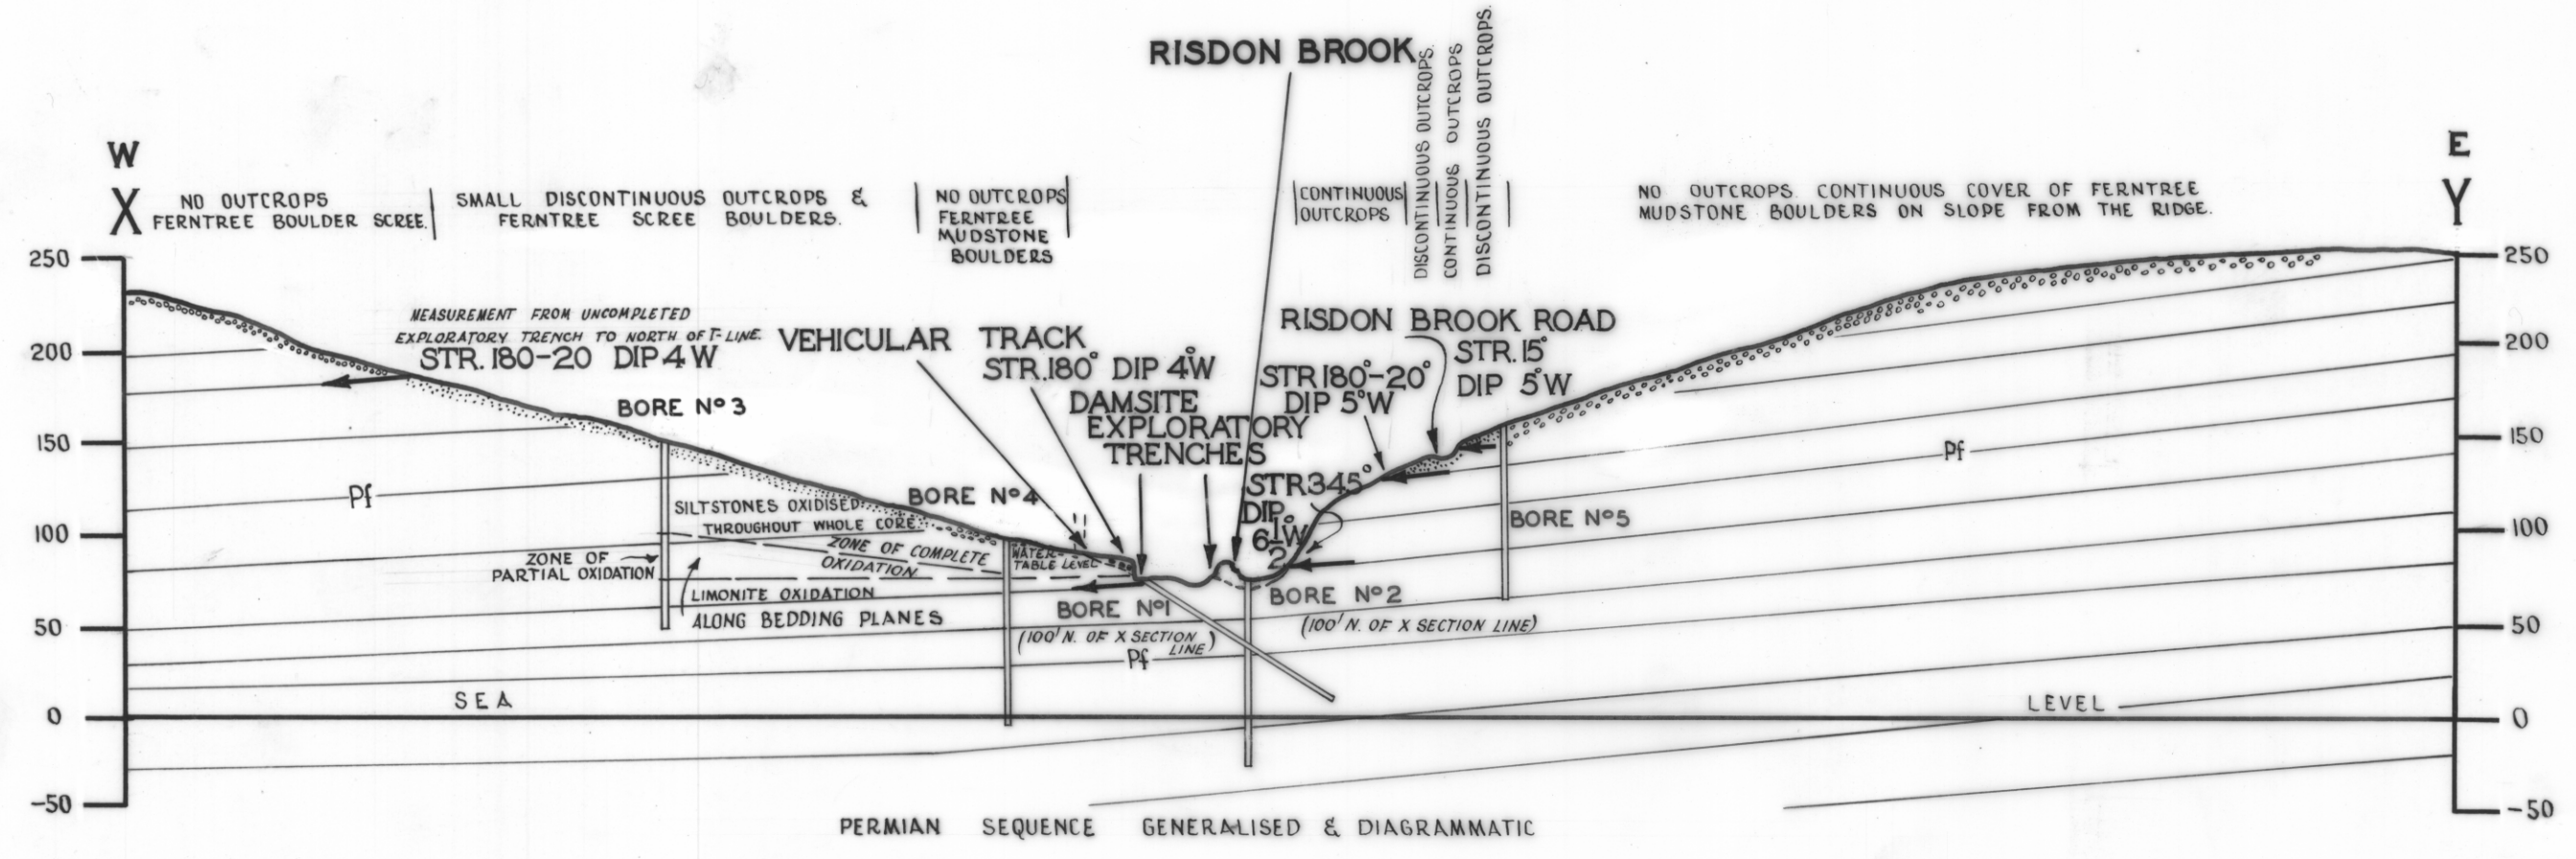 RISDON BROOK
DISCONTINUOUS OUTCROPS.
CONTINUOUS OUTCROPS
DISCONTINUOUS OUTCROPS.
W
E
X
Y
NO OUTCROPS
FERNTREE BOULDER SCREE.
SMALL DISCONTINUOUS OUTCROPS &
FERNTREE SCREE BOULDERS.
NO OUTCROPS
FERNTREE
MUDSTONE
BOULDERS
CONTINUOUS
OUTCROPS
NO OUTCROPS. CONTINUOUS COVER OF FERNTREE
MUDSTONE BOULDERS ON SLOPE FROM THE RIDGE.
250
200
150
100
50
0
-50
250
200
150
100
50
0
-50
MEASUREMENT FROM UNCOMPLETED
EXPLORATORY TRENCH TO NORTH OF T-LINE.
STR. 180-20 DIP 4 W
VEHICULAR TRACK
STR. 180° DIP 4°W
DAMSITE
EXPLORATORY
TRENCHES
RISDON BROOK ROAD
STR. 15°
DIP 5°W
STR 180°-20°
DIP 5°W
STR 345°
DIP
6 1/2°W
BORE Nº 3
BORE Nº 4
BORE Nº 5
Pf
Pf
SILTSTONES OXIDISED
THROUGHOUT WHOLE CORE.
ZONE OF COMPLETE
OXIDATION
WATER
TABLE LEVEL
ZONE OF
PARTIAL OXIDATION
LIMONITE OXIDATION
ALONG BEDDING PLANES
BORE Nº 1
(100' N. OF X SECTION
LINE)
Pf
BORE Nº 2
(100' N. OF X SECTION LINE)
SEA LEVEL
PERMIAN SEQUENCE GENERALISED & DIAGRAMMATIC